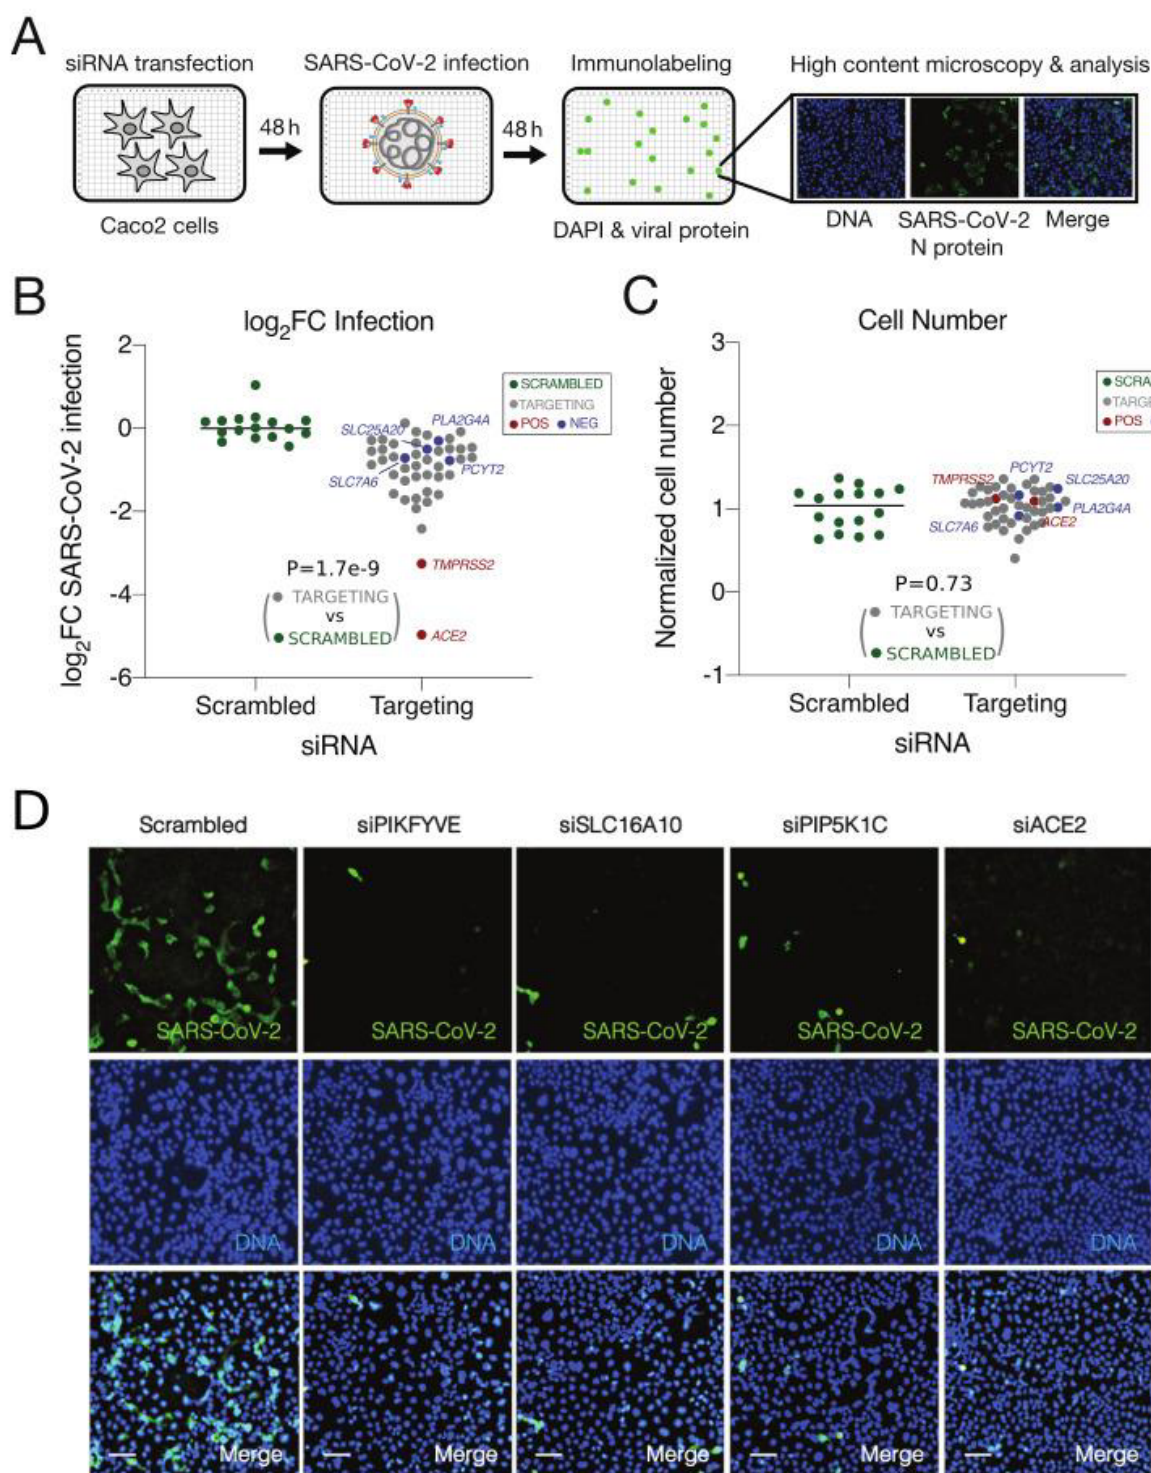 A
siRNA transfection
SARS-CoV-2 infection
Immunolabeling
High content microscopy & analysis
48 h
48 h
Caco2 cells
DAPI & viral protein
DNA
SARS-CoV-2
N protein
Merge
B
log2FC Infection
log2FC SARS-CoV-2 infection
2
0
-2
-4
-6
SCRAMBLED
TARGETING
POS
NEG
SLC25A20
PLA2G4A
SLC7A6
PCYT2
TMPRSS2
ACE2
P=1.7e-9
TARGETING
vs
SCRAMBLED
Scrambled
Targeting
siRNA
C
Cell Number
Normalized cell number
3
2
1
0
-1
SCRA
TARGE
POS
TMPRSS2
PCYT2
SLC25A20
PLA2G4A
SLC7A6
ACE2
P=0.73
TARGETING
vs
SCRAMBLED
Scrambled
Targeting
siRNA
D
Scrambled
siPIKFYVE
siSLC16A10
siPIP5K1C
siACE2
SARS-CoV-2
SARS-CoV-2
SARS-CoV-2
SARS-CoV-2
SARS-CoV-2
DNA
DNA
DNA
DNA
DNA
Merge
Merge
Merge
Merge
Merge